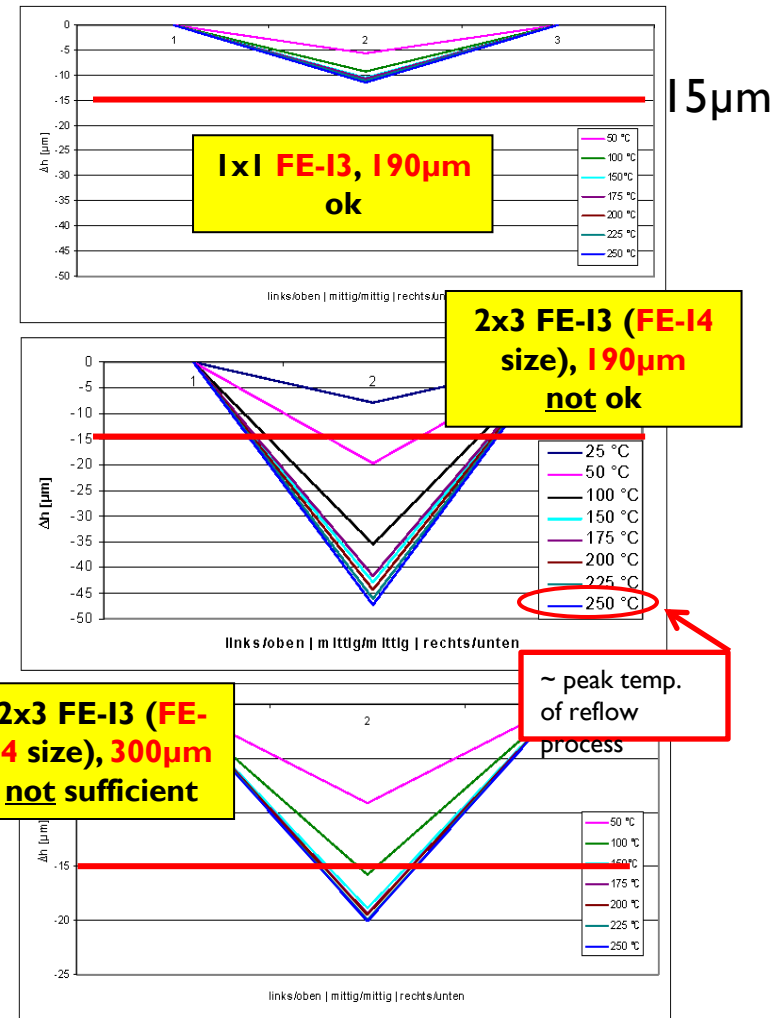 0
-5
-10
-15
-20
-25
-30
-35
-40
-45
-50
1
2
3
Δh [µm]
15µm
1x1 FE-I3, 190µm
ok
50 °C
100 °C
150°C
175 °C
200 °C
225 °C
250 °C
links/oben | mittig/mittig | rechts/un
2x3 FE-I3 (FE-I4
size), 190µm
not ok
0
-5
-10
-15
-20
-25
-30
-35
-40
-45
-50
1
2
Δh [µm]
25 °C
50 °C
100 °C
150 °C
175 °C
200 °C
225 °C
250 °C
links/oben | mittig/mittig | rechts/unten
~ peak temp.
of reflow
process
2x3 FE-I3 (FE-
4 size), 300µm
not sufficient
2
Δh [µm]
-15
-20
-25
50 °C
100 °C
150°C
175 °C
200 °C
225 °C
250 °C
links/oben | mittig/mittig | rechts/unten